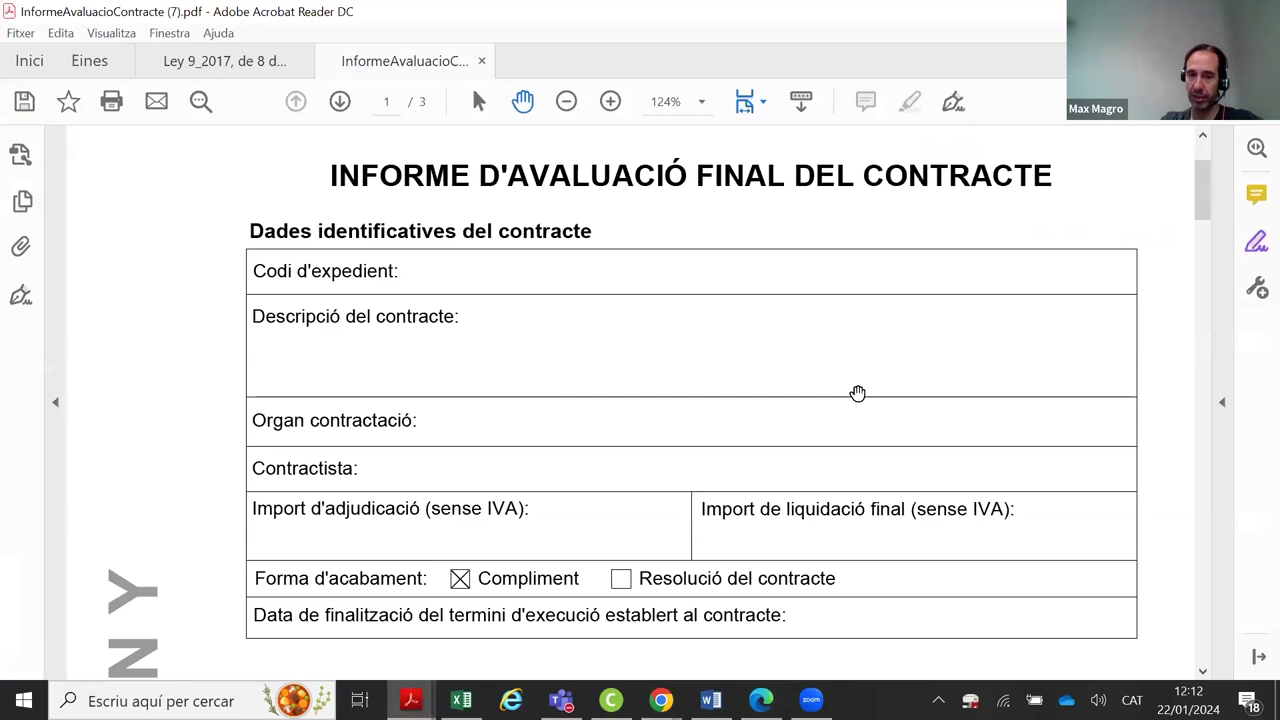 InformeAvaluacioContracte (7).pdf - Adobe Acrobat Reader DC
Fitxer Edita Visualitza Finestra Ajuda
Inici Eines Ley 9_2017, de 8 d... InformeAvaluacioC... ×
1 / 3 124%
Max Magro
INFORME D'AVALUACIÓ FINAL DEL CONTRACTE
Dades identificatives del contracte
Codi d'expedient:
Descripció del contracte:
Organ contractació:
Contractista:
Import d'adjudicació (sense IVA): Import de liquidació final (sense IVA):
Forma d'acabament: Compliment Resolució del contracte
Data de finalització del termini d'execució establert al contracte:
NY
Escriu aquí per cercar
zoom
CAT
12:12
22/01/2024
18